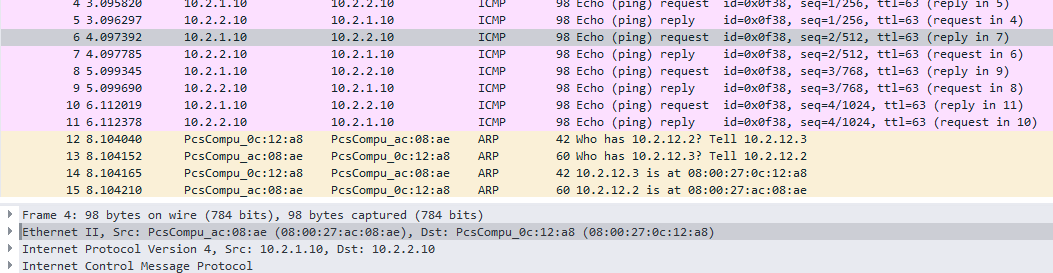 4 3.095820 10.2.1.10 10.2.2.10 ICMP 98 Echo (ping) request id=0x0f38, seq=1/256, ttl=63 (reply in 5)
5 3.096297 10.2.2.10 10.2.1.10 ICMP 98 Echo (ping) reply id=0x0f38, seq=1/256, ttl=63 (request in 4)
6 4.097392 10.2.1.10 10.2.2.10 ICMP 98 Echo (ping) request id=0x0f38, seq=2/512, ttl=63 (reply in 7)
7 4.097785 10.2.2.10 10.2.1.10 ICMP 98 Echo (ping) reply id=0x0f38, seq=2/512, ttl=63 (request in 6)
8 5.099345 10.2.1.10 10.2.2.10 ICMP 98 Echo (ping) request id=0x0f38, seq=3/768, ttl=63 (reply in 9)
9 5.099690 10.2.2.10 10.2.1.10 ICMP 98 Echo (ping) reply id=0x0f38, seq=3/768, ttl=63 (request in 8)
10 6.112019 10.2.1.10 10.2.2.10 ICMP 98 Echo (ping) request id=0x0f38, seq=4/1024, ttl=63 (reply in 11)
11 6.112378 10.2.2.10 10.2.1.10 ICMP 98 Echo (ping) reply id=0x0f38, seq=4/1024, ttl=63 (request in 10)
12 8.104040 PcsCompu_0c:12:a8 PcsCompu_ac:08:ae ARP 42 Who has 10.2.12.2? Tell 10.2.12.3
13 8.104152 PcsCompu_ac:08:ae PcsCompu_0c:12:a8 ARP 60 Who has 10.2.12.3? Tell 10.2.12.2
14 8.104165 PcsCompu_0c:12:a8 PcsCompu_ac:08:ae ARP 42 10.2.12.3 is at 08:00:27:0c:12:a8
15 8.104210 PcsCompu_ac:08:ae PcsCompu_0c:12:a8 ARP 60 10.2.12.2 is at 08:00:27:ac:08:ae
Frame 4: 98 bytes on wire (784 bits), 98 bytes captured (784 bits)
Ethernet II, Src: PcsCompu_ac:08:ae (08:00:27:ac:08:ae), Dst: PcsCompu_0c:12:a8 (08:00:27:0c:12:a8)
Internet Protocol Version 4, Src: 10.2.1.10, Dst: 10.2.2.10
Internet Control Message Protocol